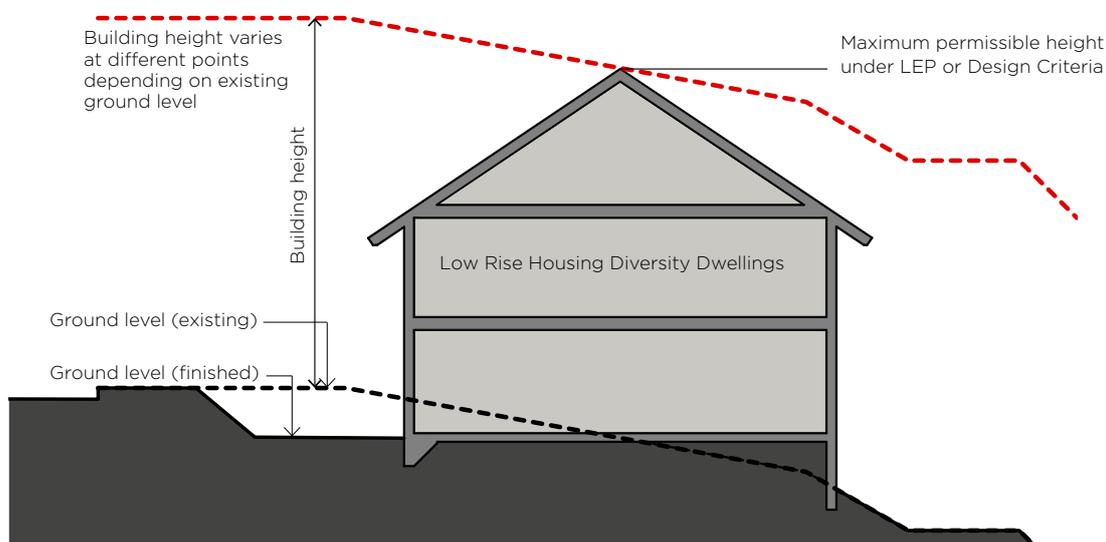 Building height varies
at different points
depending on existing
ground level
Maximum permissible height
under LEP or Design Criteria
Building height
Low Rise Housing Diversity Dwellings
Ground level (existing)
Ground level (finished)